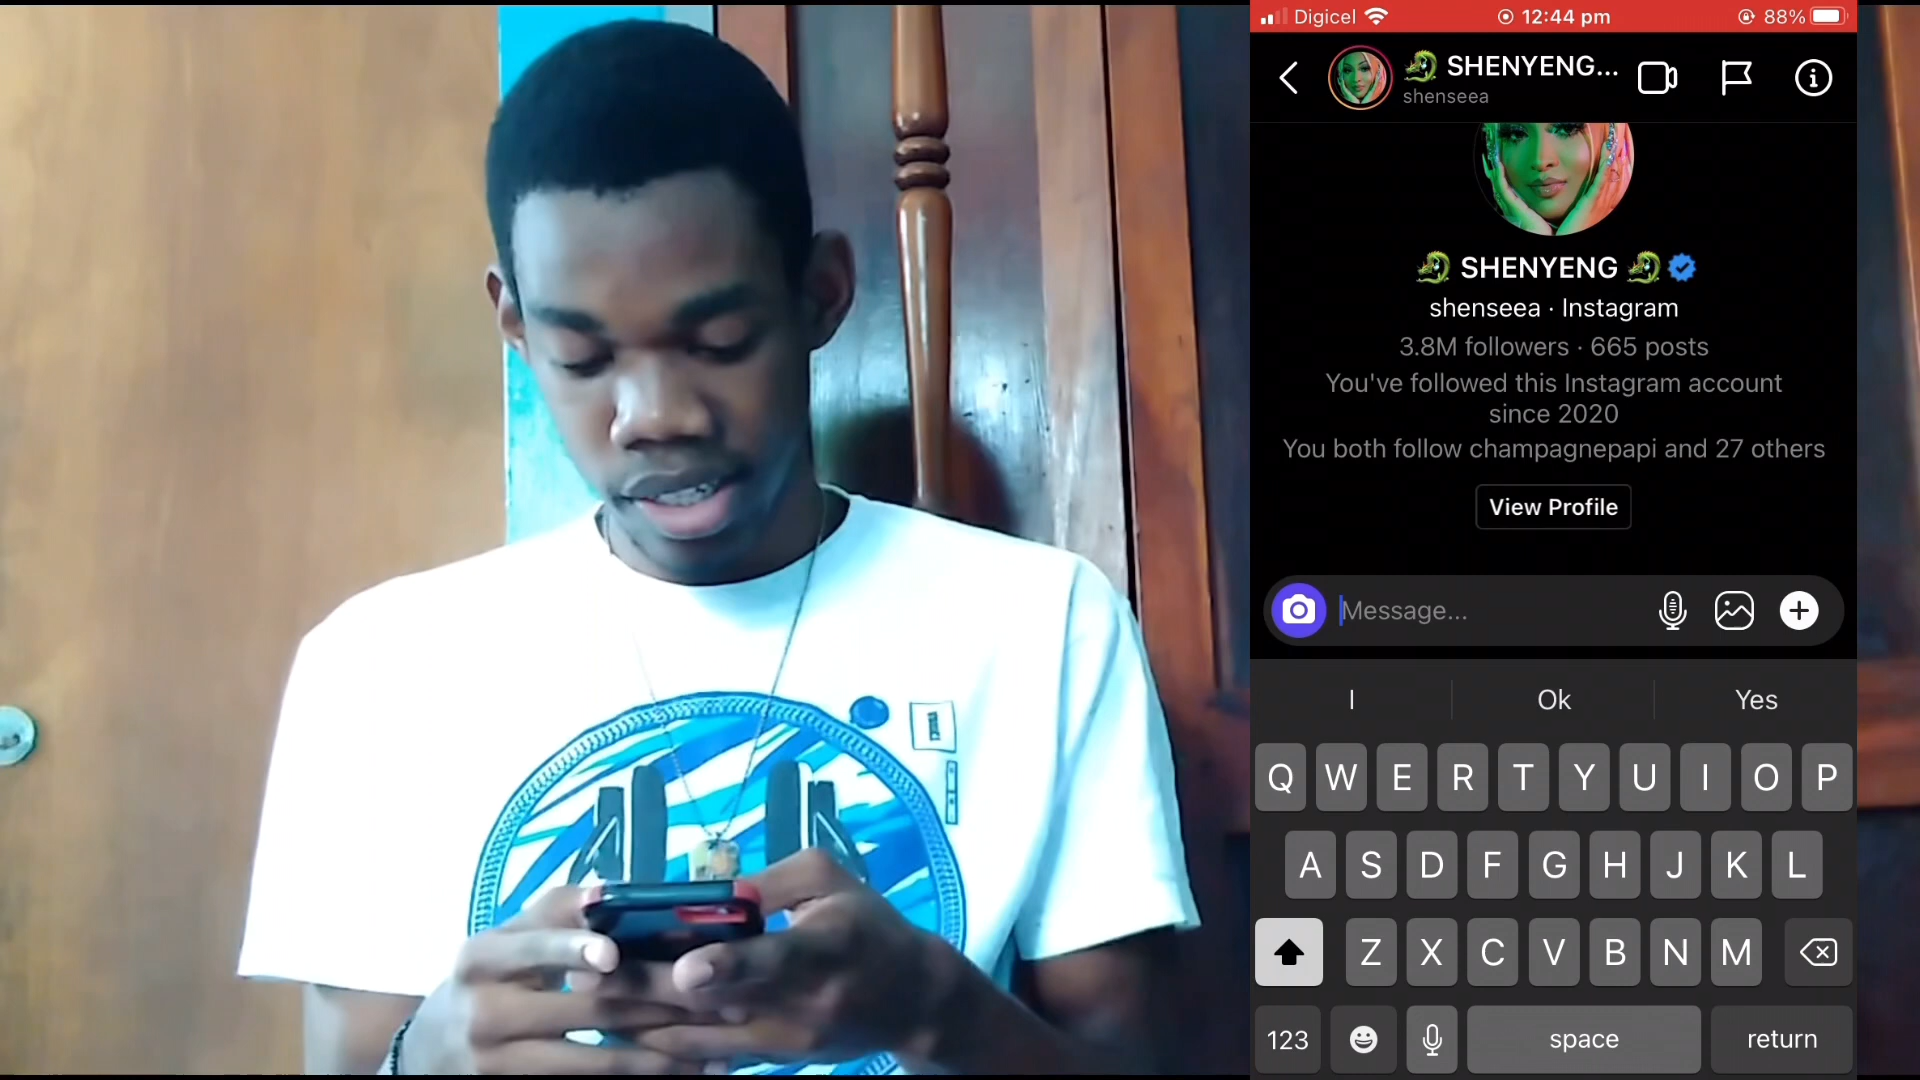 Digicel 12:44 pm 88%
🐉 SHENYENG...
shenseea
🐉 SHENYENG 🐉
shenseea · Instagram
3.8M followers · 665 posts
You've followed this Instagram account
since 2020
You both follow champagnepapi and 27 others
View Profile
Message...
I Ok Yes
Q W E R T Y U I O P
A S D F G H J K L
Z X C V B N M
123 space return